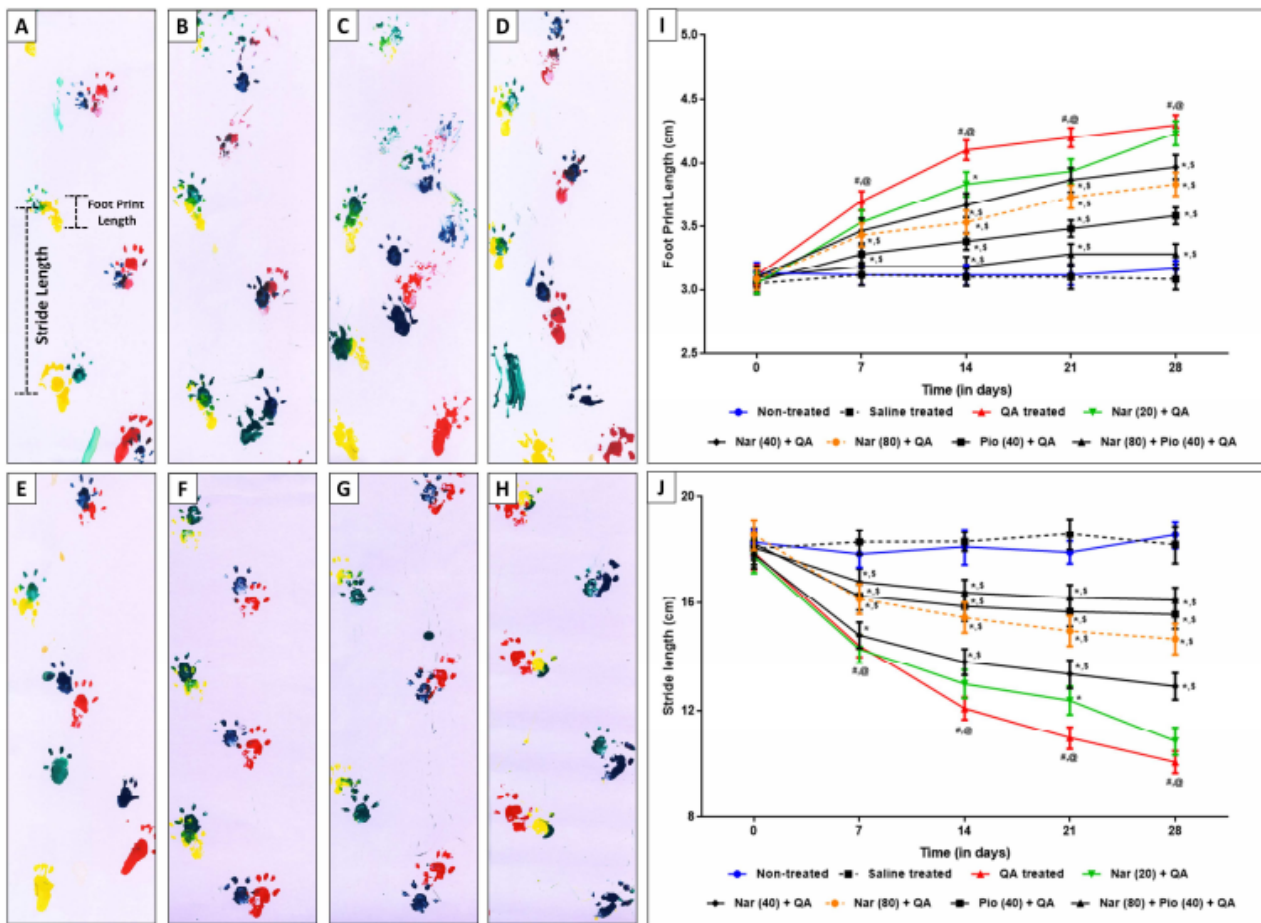 A
B
C
D
Foot Print
Length
Stride Length
E
F
G
H
I
5.0
4.5
4.0
3.5
3.0
2.5
Foot Print Length (cm)
#,@
#,@
#,@
#,@
*
*,$
*,$
*,$
*,$
*,$
*,$
*,$
*,$
*,$
*,$
*,$
*,$
*,$
0
7
14
21
28
Time (in days)
Non-treated
Saline treated
QA treated
Nar (20) + QA
Nar (40) + QA
Nar (80) + QA
Pio (40) + QA
Nar (80) + Pio (40) + QA
J
20
16
12
8
Stride length (cm)
*,$
*,$
*,$
*,$
*,$
*,$
*,$
*,$
*,$
*,$
*,$
*,$
*
*,$
*,$
*,$
*
#,@
#,@
#,@
#,@
0
7
14
21
28
Time (in days)
Non-treated
Saline treated
QA treated
Nar (20) + QA
Nar (40) + QA
Nar (80) + QA
Pio (40) + QA
Nar (80) + Pio (40) + QA